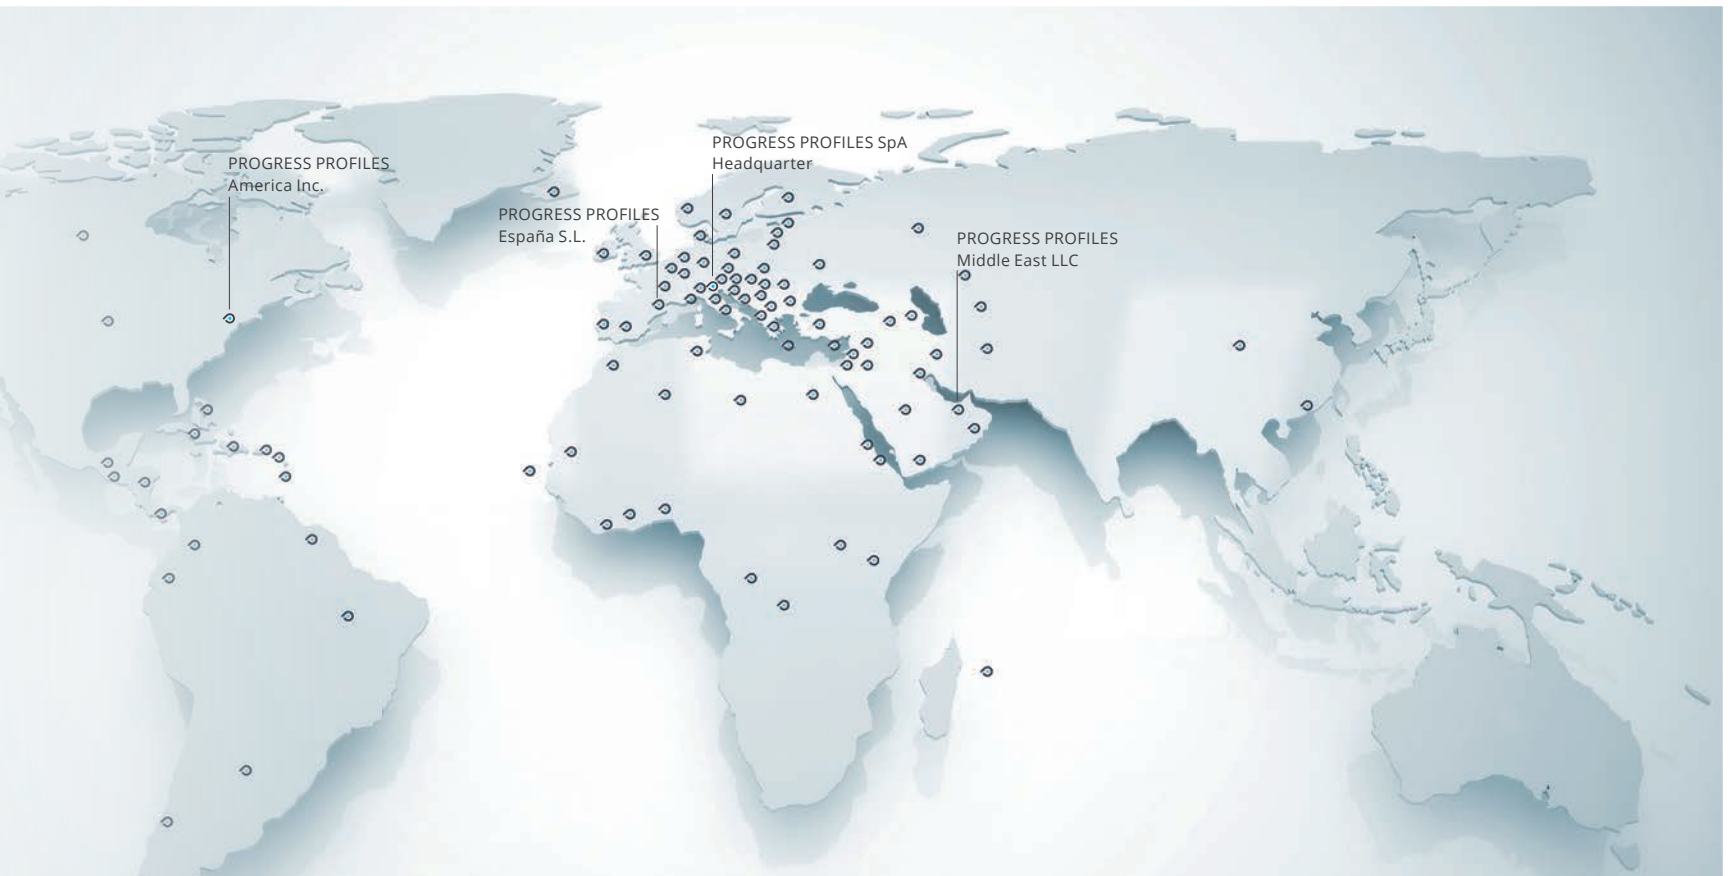 PROGRESS PROFILES SpA
Headquarter
PROGRESS PROFILES
America Inc.
PROGRESS PROFILES
España S.L.
PROGRESS PROFILES
Middle East LLC